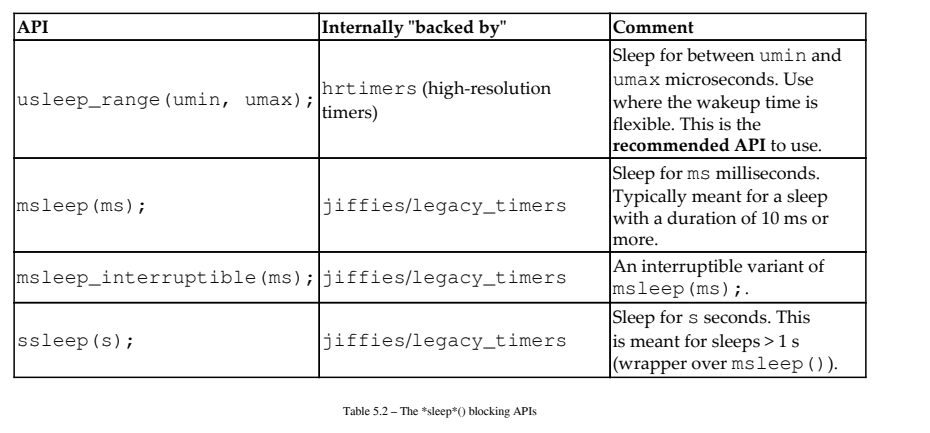 API Internally "backed by" Comment
usleep_range(umin, umax); hrtimers (high-resolution
timers) Sleep for between umin and
umax microseconds. Use
where the wakeup time is
flexible. This is the
recommended API to use.
msleep(ms); jiffies/legacy_timers Sleep for ms milliseconds.
Typically meant for a sleep
with a duration of 10 ms or
more.
msleep_interruptible(ms); jiffies/legacy_timers An interruptible variant of
msleep(ms);.
ssleep(s); jiffies/legacy_timers Sleep for s seconds. This
is meant for sleeps > 1 s
(wrapper over msleep()).
Table 5.2 – The *sleep*() blocking APIs